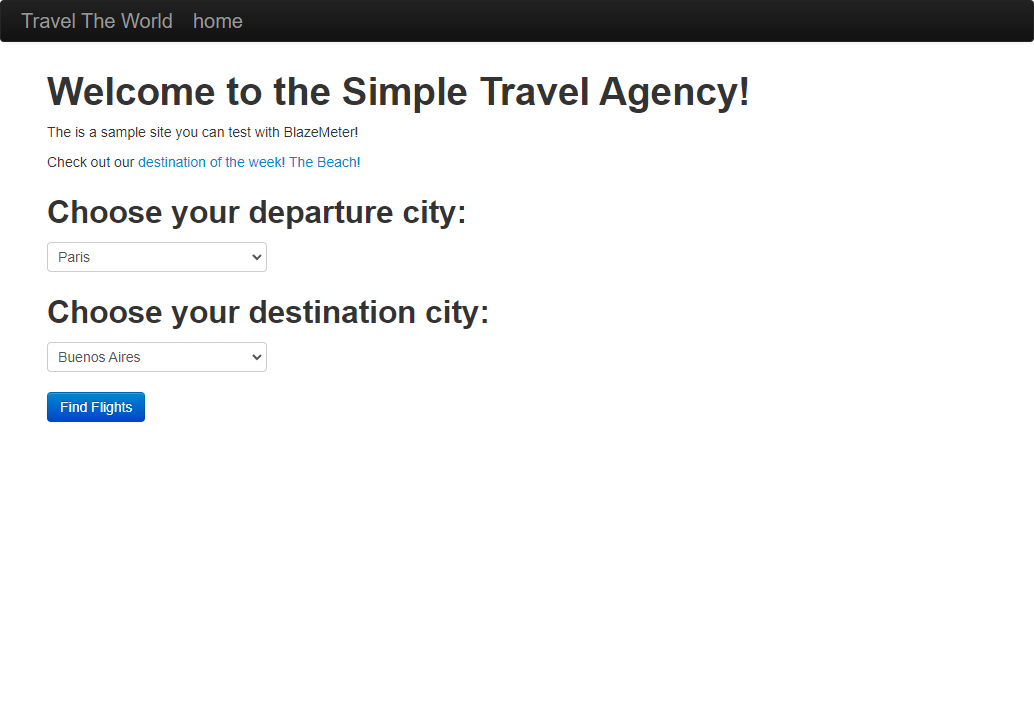 Travel The World home
Welcome to the Simple Travel Agency!
The is a sample site you can test with BlazeMeter!
Check out our destination of the week! The Beach!
Choose your departure city:
Paris
Choose your destination city:
Buenos Aires
Find Flights